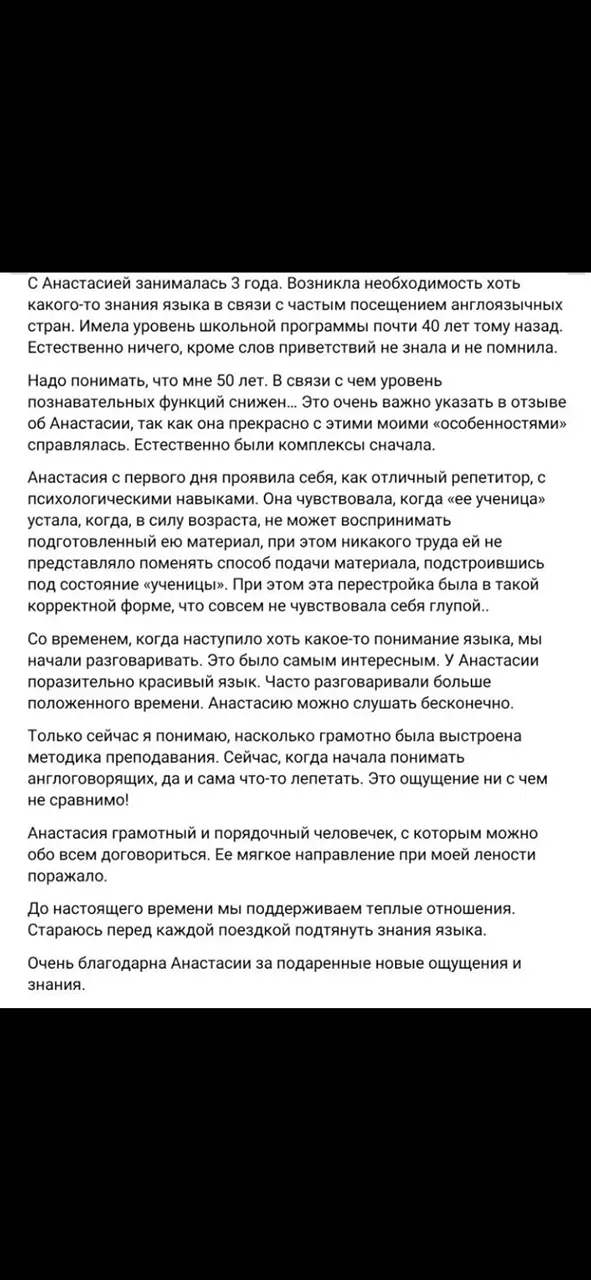 С Анастасией занималась 3 года. Возникла необходимость хоть
какого-то знания языка в связи с частым посещением англоязычных
стран. Имела уровень школьной программы почти 40 лет тому назад.
Естественно ничего, кроме слов приветствий не знала и не помнила.
Надо понимать, что мне 50 лет. В связи с чем уровень
познавательных функций снижен... Это очень важно указать в отзыве
об Анастасии, так как она прекрасно с этими моими «особенностями»
справлялась. Естественно были комплексы сначала.
Анастасия с первого дня проявила себя, как отличный репетитор, с
психологическими навыками. Она чувствовала, когда «ее ученица»
устала, когда, в силу возраста, не может воспринимать
подготовленный ею материал, при этом никакого труда ей не
представляло поменять способ подачи материала, подстроившись
под состояние «ученицы». При этом эта перестройка была в такой
корректной форме, что совсем не чувствовала себя глупой..
Со временем, когда наступило хоть какое-то понимание языка, мы
начали разговаривать. Это было самым интересным. У Анастасии
поразительно красивый язык. Часто разговаривали больше
положенного времени. Анастасию можно слушать бесконечно.
Только сейчас я понимаю, насколько грамотно была выстроена
методика преподавания. Сейчас, когда начала понимать
англоговорящих, да и сама что-то лепетать. Это ощущение ни с чем
не сравнимо!
Анастасия грамотный и порядочный человечек, с которым можно
обо всем договориться. Ее мягкое направление при моей лености
поражало.
До настоящего времени мы поддерживаем теплые отношения.
Стараюсь перед каждой поездкой подтянуть знания языка.
Очень благодарна Анастасии за подаренные новые ощущения и
знания.